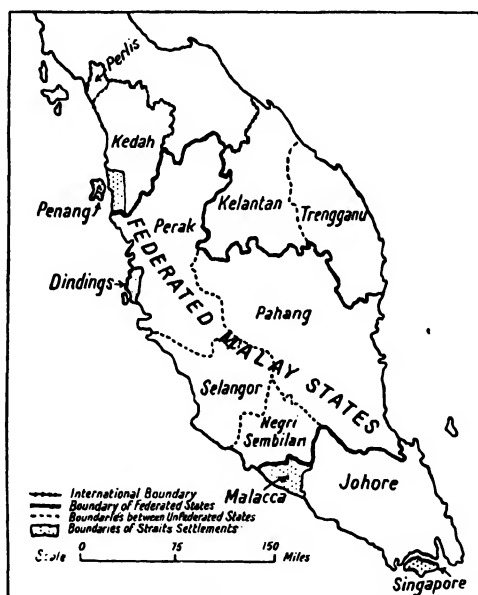 Perlis
Kedah
Penang
Perak
Kelantan
Trengganu
Dindings
FEDERATED MALAY STATES
Pahang
Selangor
Negri
Sembilan
Malacca
Johore
Singapore
International Boundary
Boundary of Federated States
Boundaries between UnFederated States
Boundaries of Straits Settlements
Scale 0 75 150 Miles